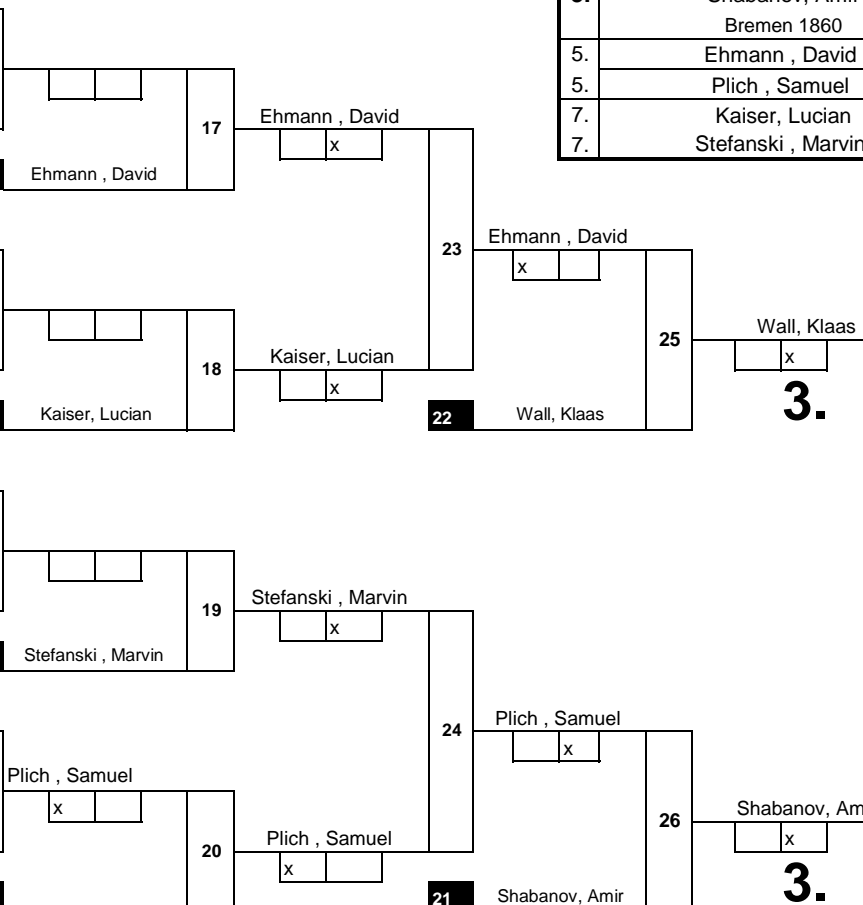 Bremen 1860
5. Ehmann , David
5. Plich , Samuel
7. Kaiser, Lucian
7. Stefanski , Marvin
Ehmann , David
17
x
Ehmann , David
Ehmann , David
23
x
Wall, Klaas
25
x
3.
Kaiser, Lucian
18
x
Kaiser, Lucian
22
Wall, Klaas
Stefanski , Marvin
19
x
Stefanski , Marvin
Plich , Samuel
24
x
Plich , Samuel
x
20
Plich , Samuel
x
26
Shabanov, Am
x
3.
21
Shabanov, Amir